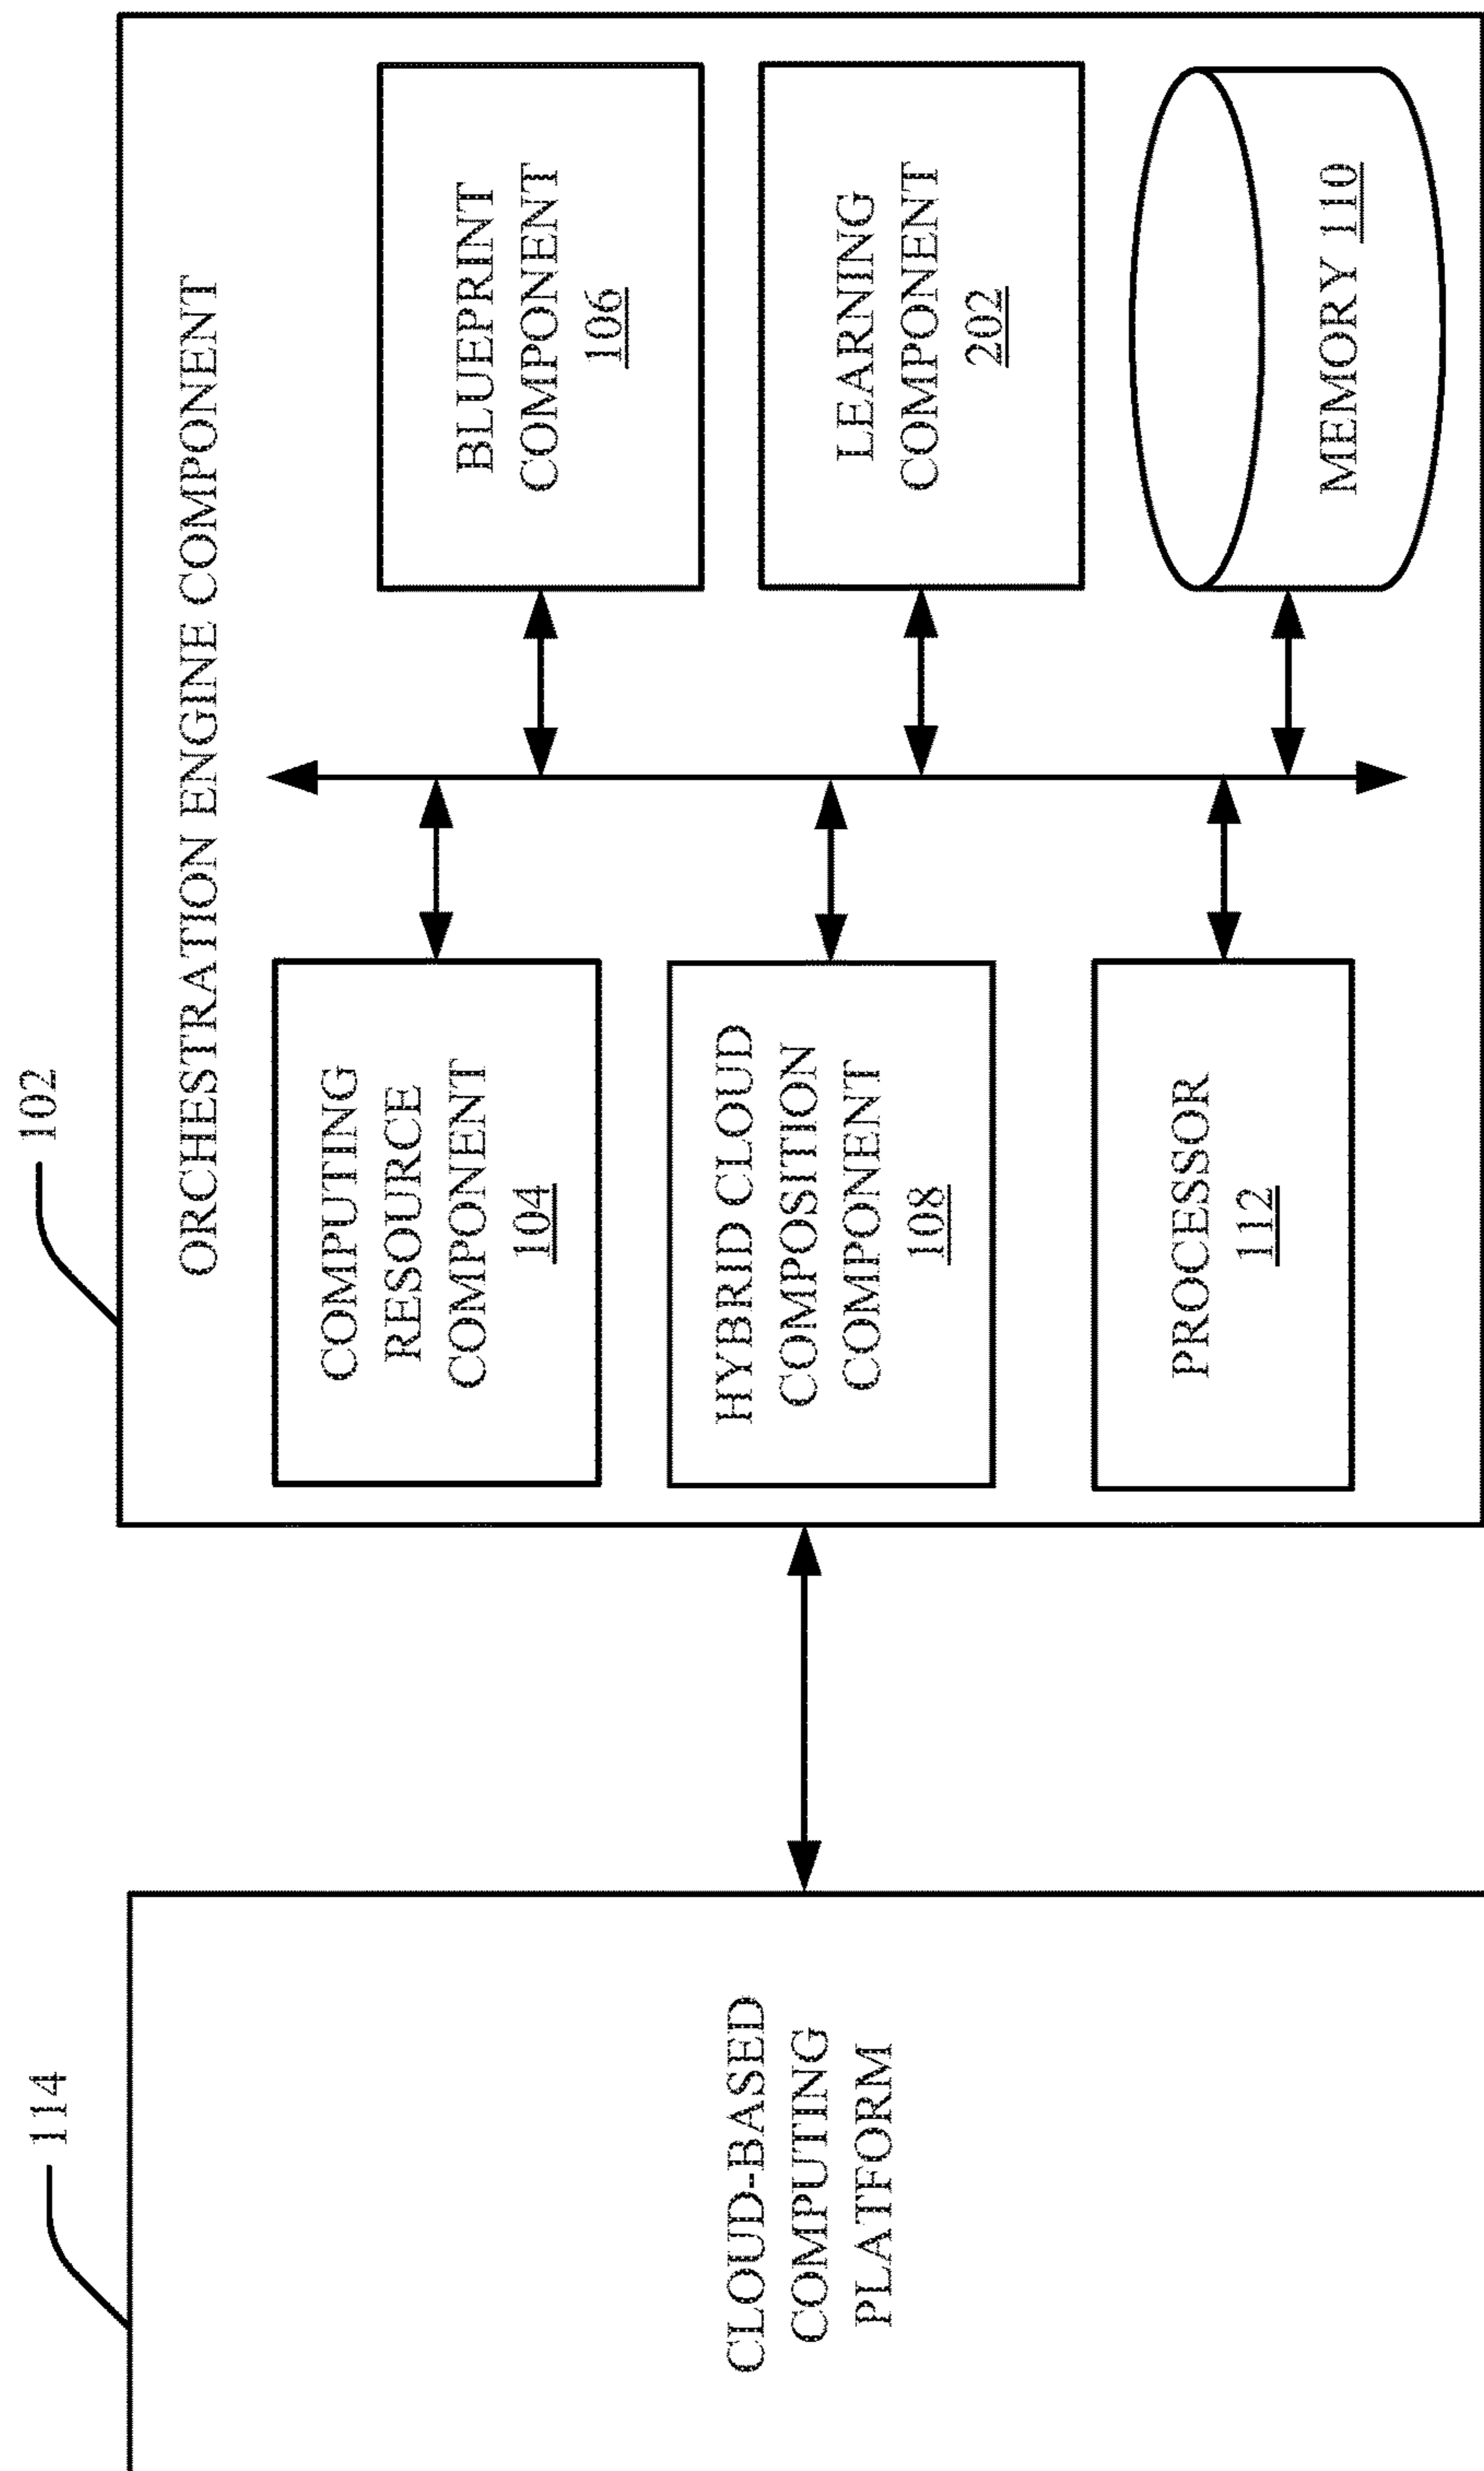 114
CLOUD-BASED
COMPUTING
PLATFORM
102
ORCHESTRATION ENGINE COMPONENT
COMPUTING
RESOURCE
COMPONENT
104
BLUEPRINT
COMPONENT
106
HYBRID CLOUD
COMPOSITION
COMPONENT
108
LEARNING
COMPONENT
202
PROCESSOR
112
MEMORY 110